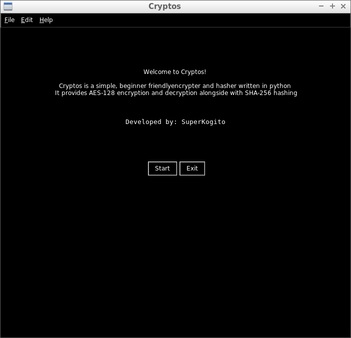 Cryptos
File Edit Help
Welcome to Cryptos!
Cryptos is a simple, beginner friendlyencrypter and hasher written in python
It provides AES-128 encryption and decryption alongside with SHA-256 hashing
Developed by: SuperKogito
Start Exit